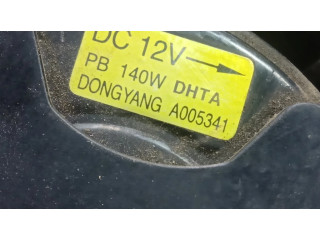 DC 12V
PB 140W DHTA
DONGYANG A005341